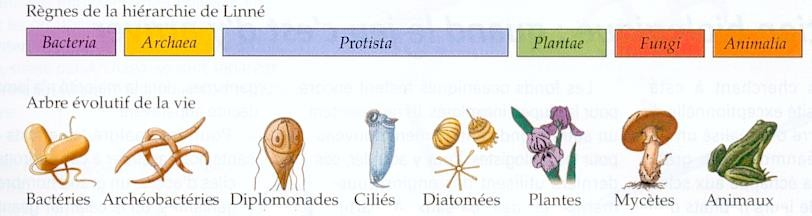 Règnes de la hiérarchie de Linné
Bacteria Archaea Protista Plantae Fungi Animalia
Arbre évolutif de la vie
Bactéries Archéobactéries Diplomonades Ciliés Diatomées Plantes Mycètes Animaux